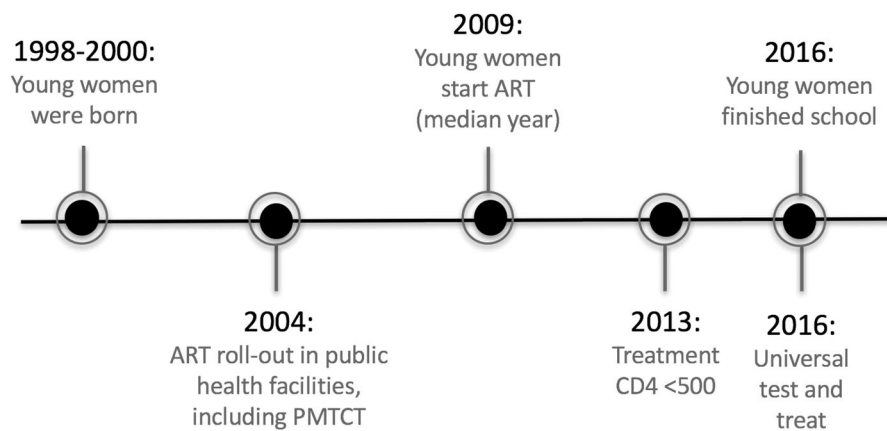 1998-2000:
Young women
were born
2009:
Young women
start ART
(median year)
2016:
Young women
finished school
2004:
ART roll-out in public
health facilities,
including PMTCT
2013:
Treatment
CD4 <500
2016:
Universal
test and
treat